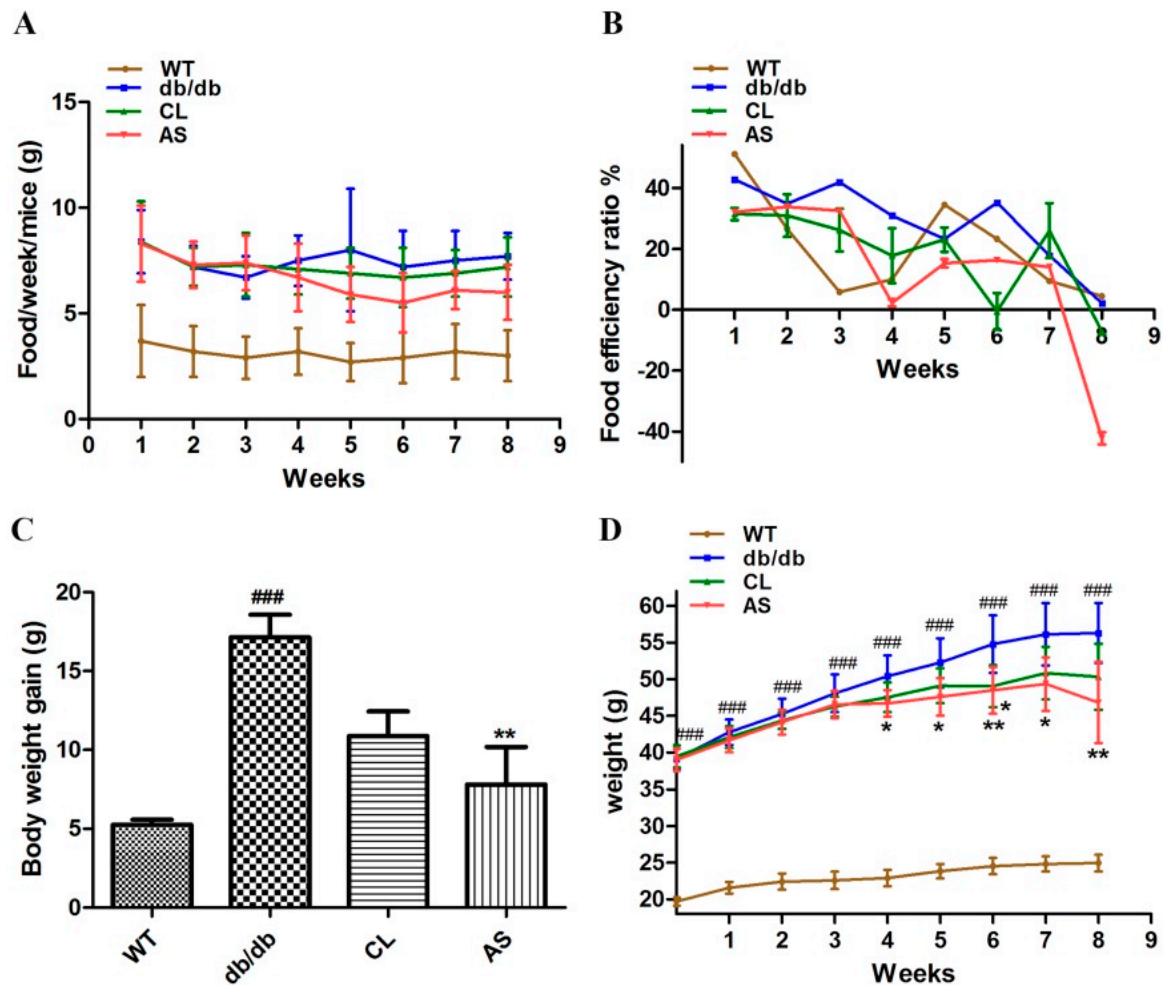 A
WT
db/db
CL
AS
Food/week/mice (g)
15
10
5
0
0 1 2 3 4 5 6 7 8 9
Weeks
B
WT
db/db
CL
AS
Food efficiency ratio %
40
20
0
-20
-40
1 2 3 4 5 6 7 8 9
Weeks
C
Body weight gain (g)
20
15
10
5
0
###
**
WT db/db CL AS
D
WT
db/db
CL
AS
weight (g)
60
55
50
45
40
35
30
25
20
### ### ### ### ### ### ### ### ###
* * * ** * **
1 2 3 4 5 6 7 8 9
Weeks